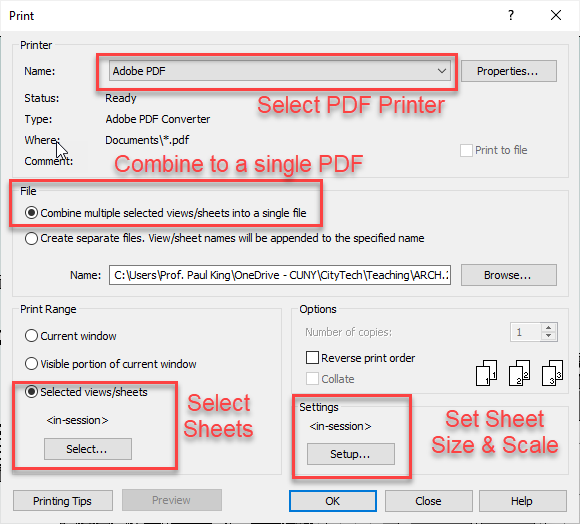 Print
Printer
Name: Adobe PDF Properties...
Select PDF Printer
Status: Ready
Type: Adobe PDF Converter
Where: Documents\*.pdf
Comment: Print to file
Combine to a single PDF
File
Combine multiple selected views/sheets into a single file
Create separate files. View/sheet names will be appended to the specified name
Name: C:\Users\Prof. Paul King\OneDrive - CUNY\CityTech\Teaching\ARCH. Browse...
Print Range
Current window
Visible portion of current window
Selected views/sheets
<in-session>
Select...
Select
Sheets
Options
Number of copies: 1
Reverse print order
Collate
1 1 2 2 3 3
Settings
<in-session>
Setup...
Set Sheet
Size & Scale
Printing Tips Preview OK Close Help